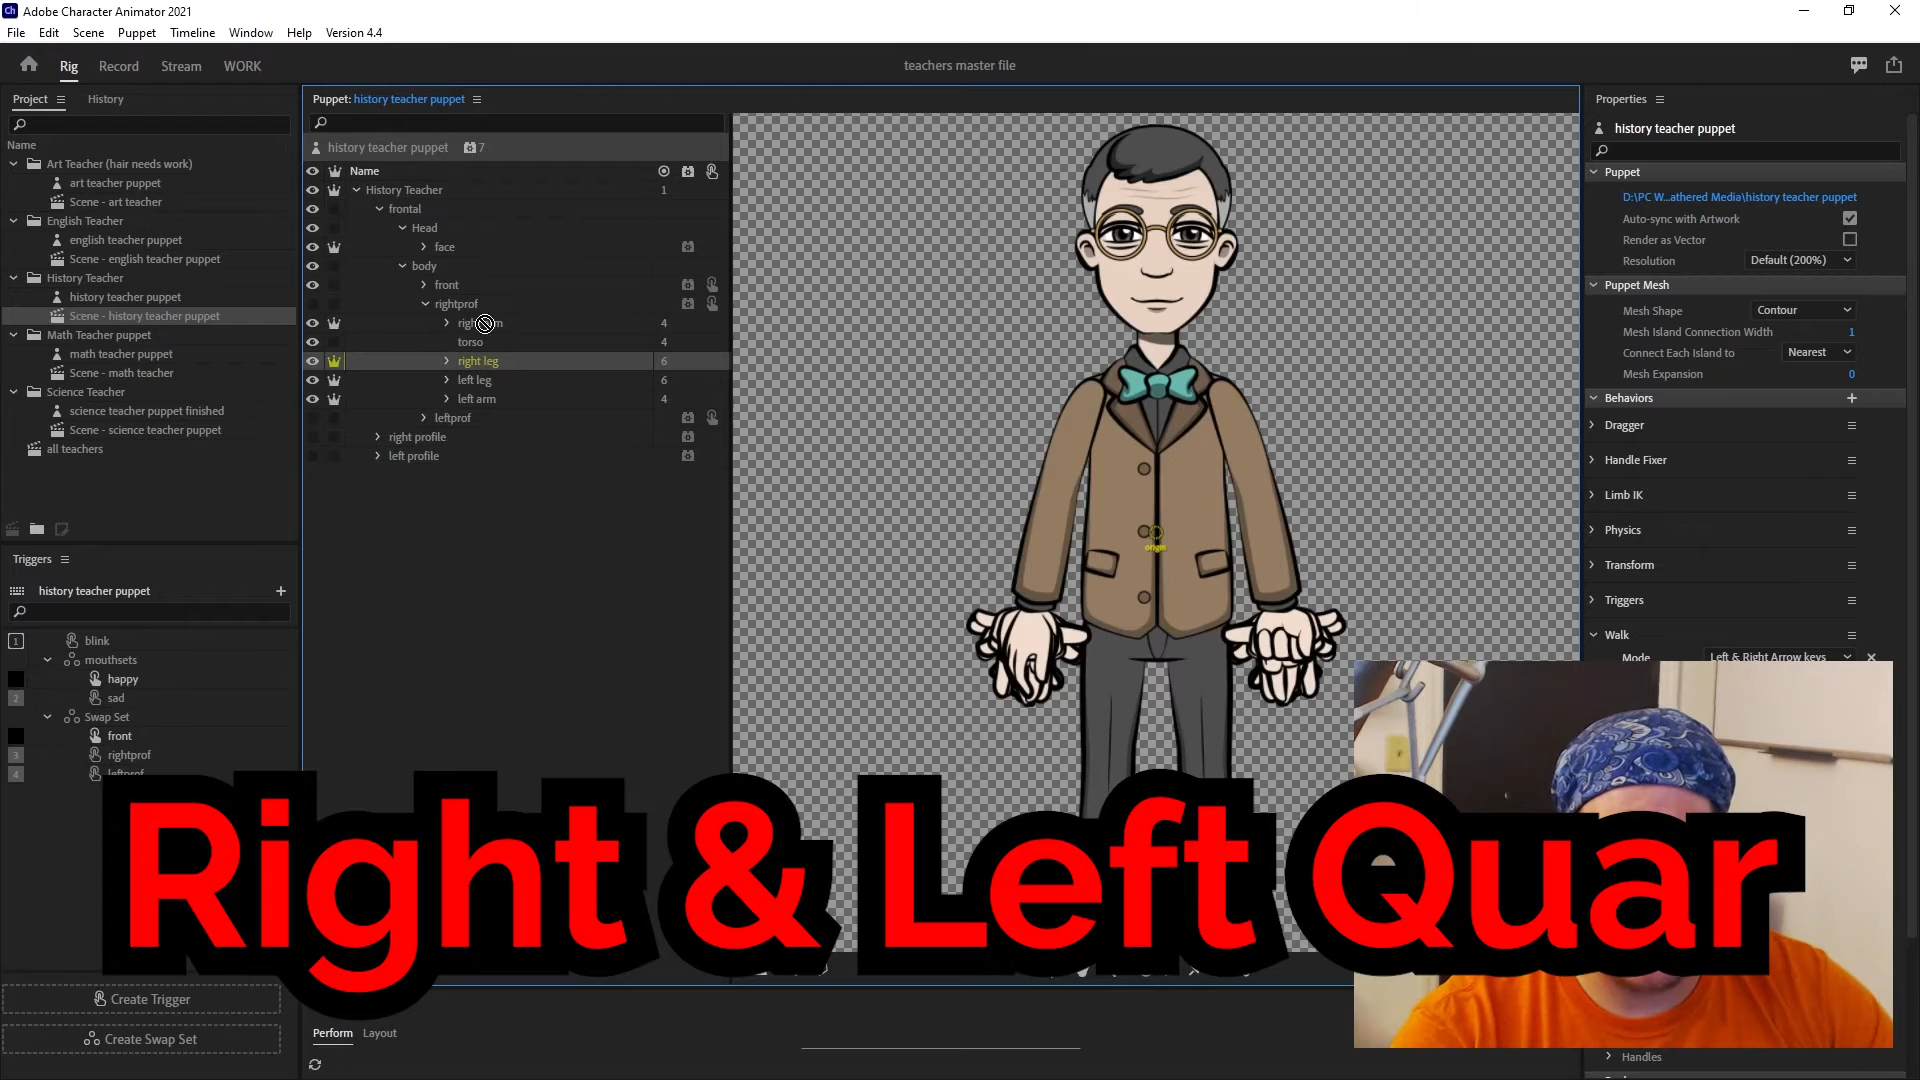 Adobe Character Animator 2021
File Edit Scene Puppet Timeline Window Help Version 4.4
Rig Record Stream WORK
teachers master file
Project
History
Name
Art Teacher (hair needs work)
art teacher puppet
Scene - art teacher
English Teacher
english teacher puppet
Scene - english teacher puppet
History Teacher
history teacher puppet
Scene - history teacher puppet
Math Teacher puppet
math teacher puppet
Scene - math teacher
Science Teacher
science teacher puppet finished
Scene - science teacher puppet
all teachers
Triggers
history teacher puppet
1 blink
mouthsets
happy
2 sad
Swap Set
front
3 rightprof
4 leftprof
Create Trigger
Create Swap Set
Puppet: history teacher puppet
history teacher puppet 7
Name
History Teacher 1
frontal
Head
face
body
front
rightprof
4
torso 4
right leg 6
left leg 6
left arm 4
leftprof
right profile
left profile
origin
Perform Layout
Properties
history teacher puppet
Puppet
D:\PC W...athered Media\history teacher puppet
Auto-sync with Artwork
Render as Vector
Resolution Default (200%)
Puppet Mesh
Mesh Shape Contour
Mesh Island Connection Width 1
Connect Each Island to Nearest
Mesh Expansion 0
Behaviors
Dragger
Handle Fixer
Limb IK
Physics
Transform
Triggers
Walk
Mode Left & Right Arrow keys
Handles
Right & Left Quar